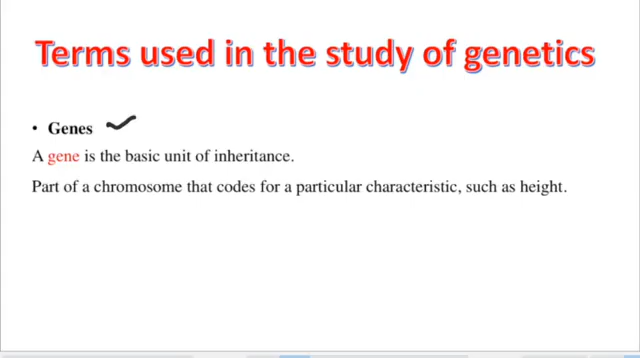 Terms used in the study of genetics
• Genes
A gene is the basic unit of inheritance.
Part of a chromosome that codes for a particular characteristic, such as height.